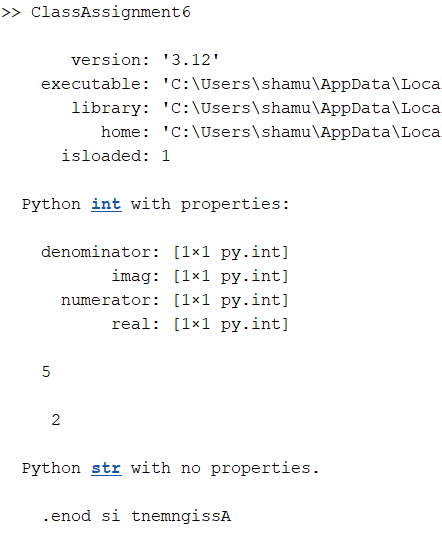 >> ClassAssignment6
version: '3.12'
executable: 'C:\Users\shamu\AppData\Loca
library: 'C:\Users\shamu\AppData\Loca
home: 'C:\Users\shamu\AppData\Loca
isloaded: 1
Python int with properties:
denominator: [1×1 py.int]
imag: [1×1 py.int]
numerator: [1×1 py.int]
real: [1×1 py.int]
5
2
Python str with no properties.
.enod si tnemngissA